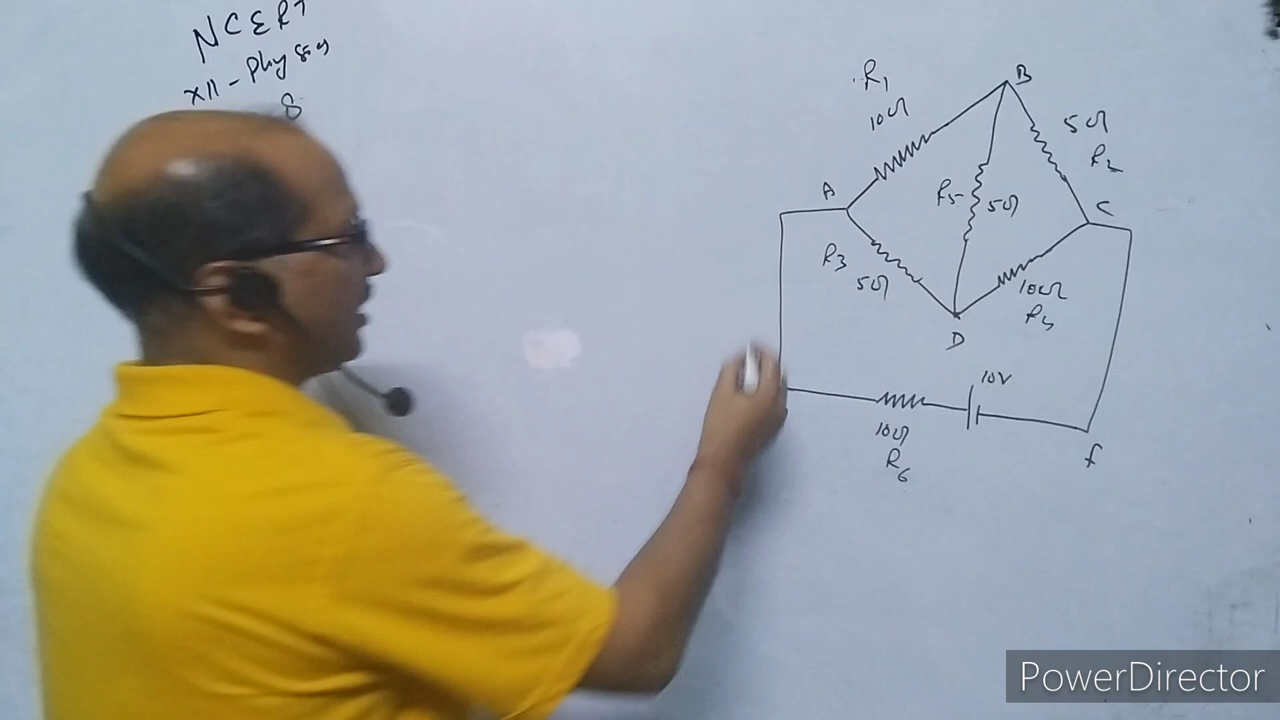 NCERT
XII - Physics
8
R1
10Ω
B
5Ω
R2
A
R5
5Ω
C
R3
5Ω
10Ω
R4
D
10V
10Ω
R6
f
PowerDirector